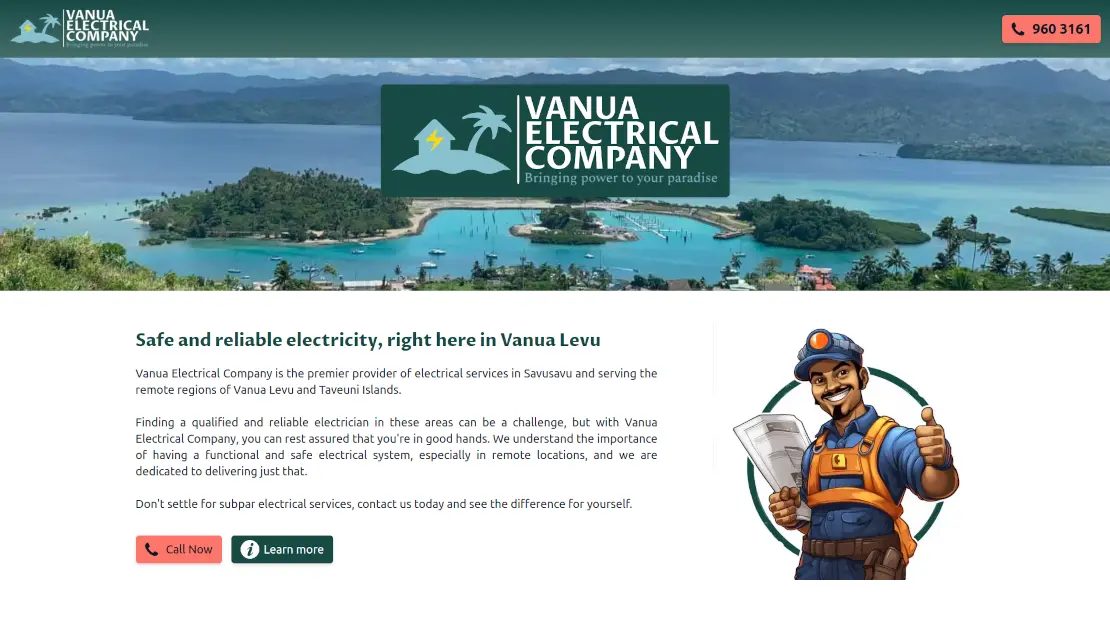 VANUA
ELECTRICAL
COMPANY
Bringing power to your paradise
960 3161
VANUA
ELECTRICAL
COMPANY
Bringing power to your paradise
Safe and reliable electricity, right here in Vanua Levu
Vanua Electrical Company is the premier provider of electrical services in Savusavu and serving the
remote regions of Vanua Levu and Taveuni Islands.
Finding a qualified and reliable electrician in these areas can be a challenge, but with Vanua
Electrical Company, you can rest assured that you're in good hands. We understand the importance
of having a functional and safe electrical system, especially in remote locations, and we are
dedicated to delivering just that.
Don't settle for subpar electrical services, contact us today and see the difference for yourself.
Call Now
Learn more